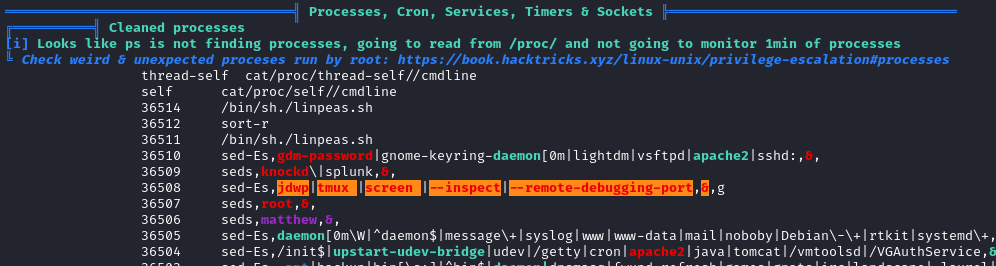 Processes, Cron, Services, Timers & Sockets
Cleaned processes
[i] Looks like ps is not finding processes, going to read from /proc/ and not going to monitor 1min of processes
Check weird & unexpected proceses run by root: https://book.hacktricks.xyz/linux-unix/privilege-escalation#processes
thread-self  cat/proc/thread-self//cmdline
self      cat/proc/self//cmdline
36514     /bin/sh./linpeas.sh
36512     sort-r
36511     /bin/sh./linpeas.sh
36510     sed-Es,gdm-password|gnome-keyring-daemon[0m|lightdm|vsftpd|apache2|sshd:,&,
36509     seds,knockd\|splunk,&,
36508     sed-Es,jdwp|tmux |screen |--inspect|--remote-debugging-port,&,g
36507     seds,root,&,
36506     seds,matthew,&,
36505     sed-Es,daemon[0m\W|^daemon$|message\+|syslog|www|www-data|mail|noboby|Debian\-\+|rtkit|systemd\+,
36504     sed-Es,/init$|upstart-udev-bridge|udev|/getty|cron|apache2|java|tomcat|/vmtoolsd|/VGAuthService,&